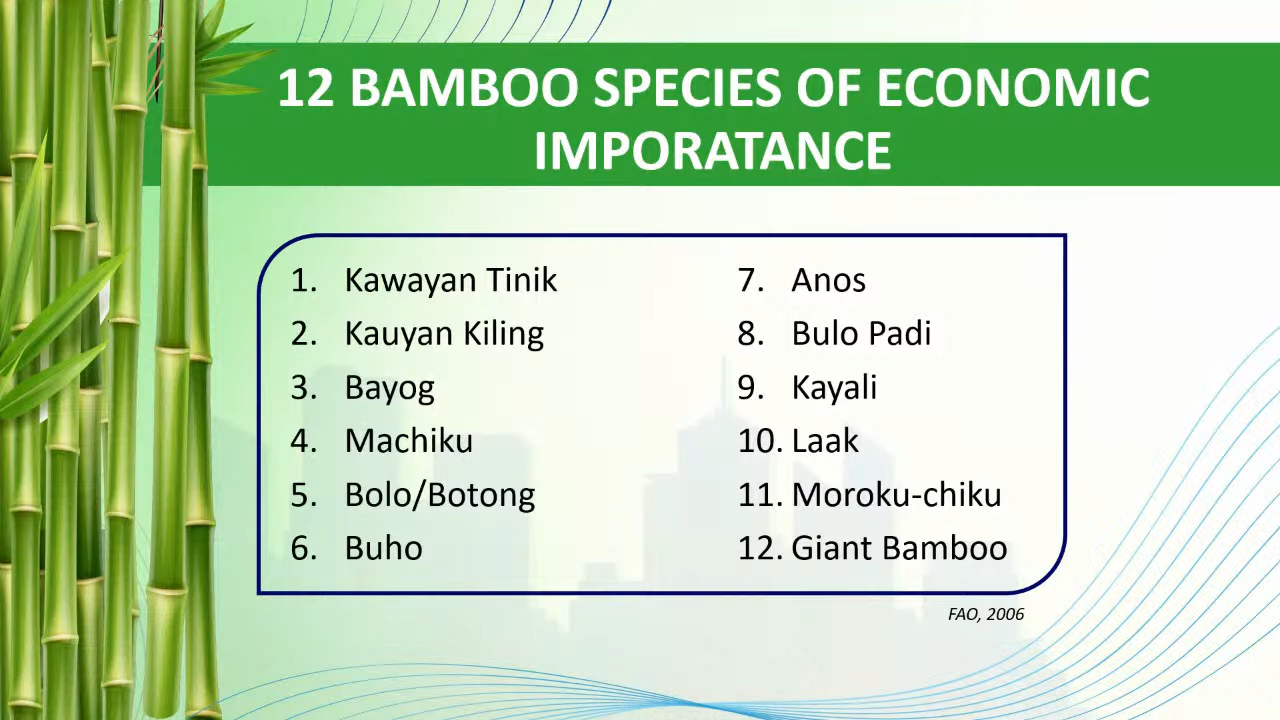 12 BAMBOO SPECIES OF ECONOMIC
IMPORATANCE
1. Kawayan Tinik
2. Kauyan Kiling
3. Bayog
4. Machiku
5. Bolo/Botong
6. Buho
7. Anos
8. Bulo Padi
9. Kayali
10. Laak
11. Moroku-chiku
12. Giant Bamboo
FAO, 2006